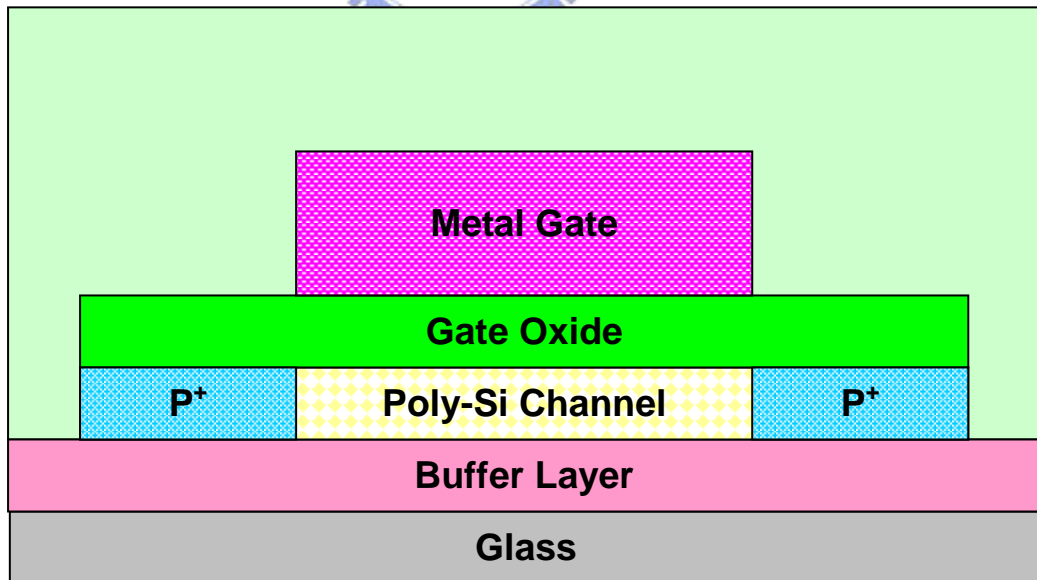 Metal Gate
Gate Oxide
P⁺ Poly-Si Channel P⁺
Buffer Layer
Glass